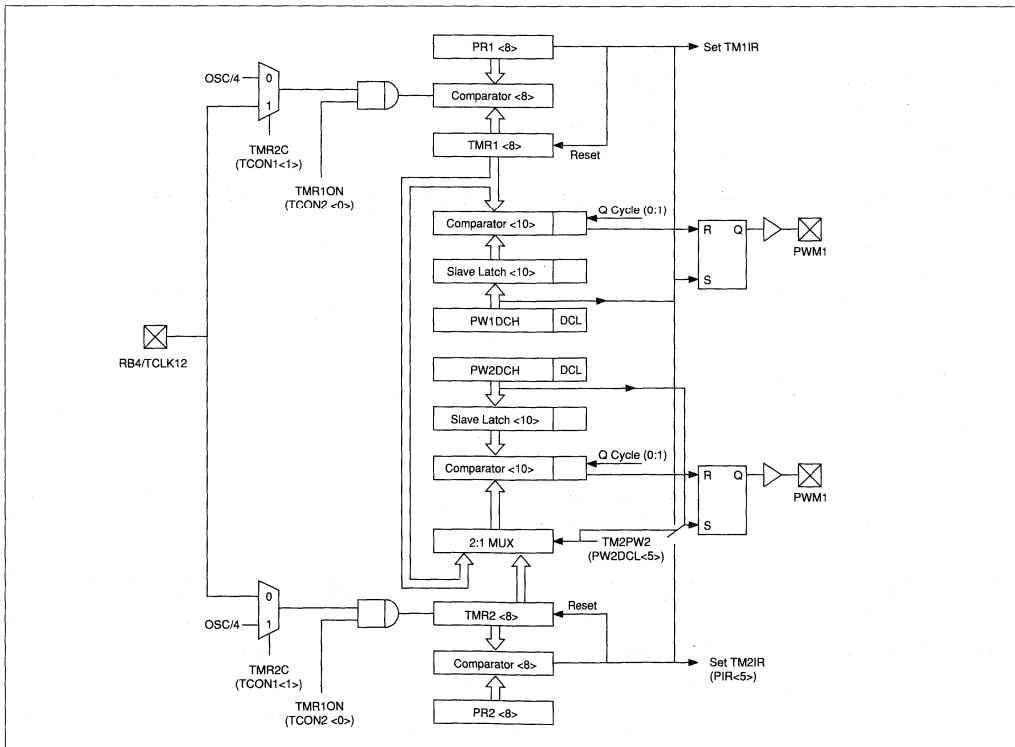 PR1 <8>
Set TM1IR
OSC/4
0
1
Comparator <8>
TMR2C
(TCON1<1>)
TMR1 <8>
Reset
TMR1ON
(TCON2 <0>)
Q Cycle (0:1)
Comparator <10>
R
Q
S
PWM1
Slave Latch <10>
PW1DCH
DCL
RB4/TCLK12
PW2DCH
DCL
Slave Latch <10>
Q Cycle (0:1)
Comparator <10>
R
Q
S
PWM1
2:1 MUX
TM2PW2
(PW2DCL<5>)
0
1
OSC/4
TMR2 <8>
Reset
TMR2C
(TCON1<1>)
Comparator <8>
Set TM2IR
(PIR<5>)
TMR1ON
(TCON2 <0>)
PR2 <8>